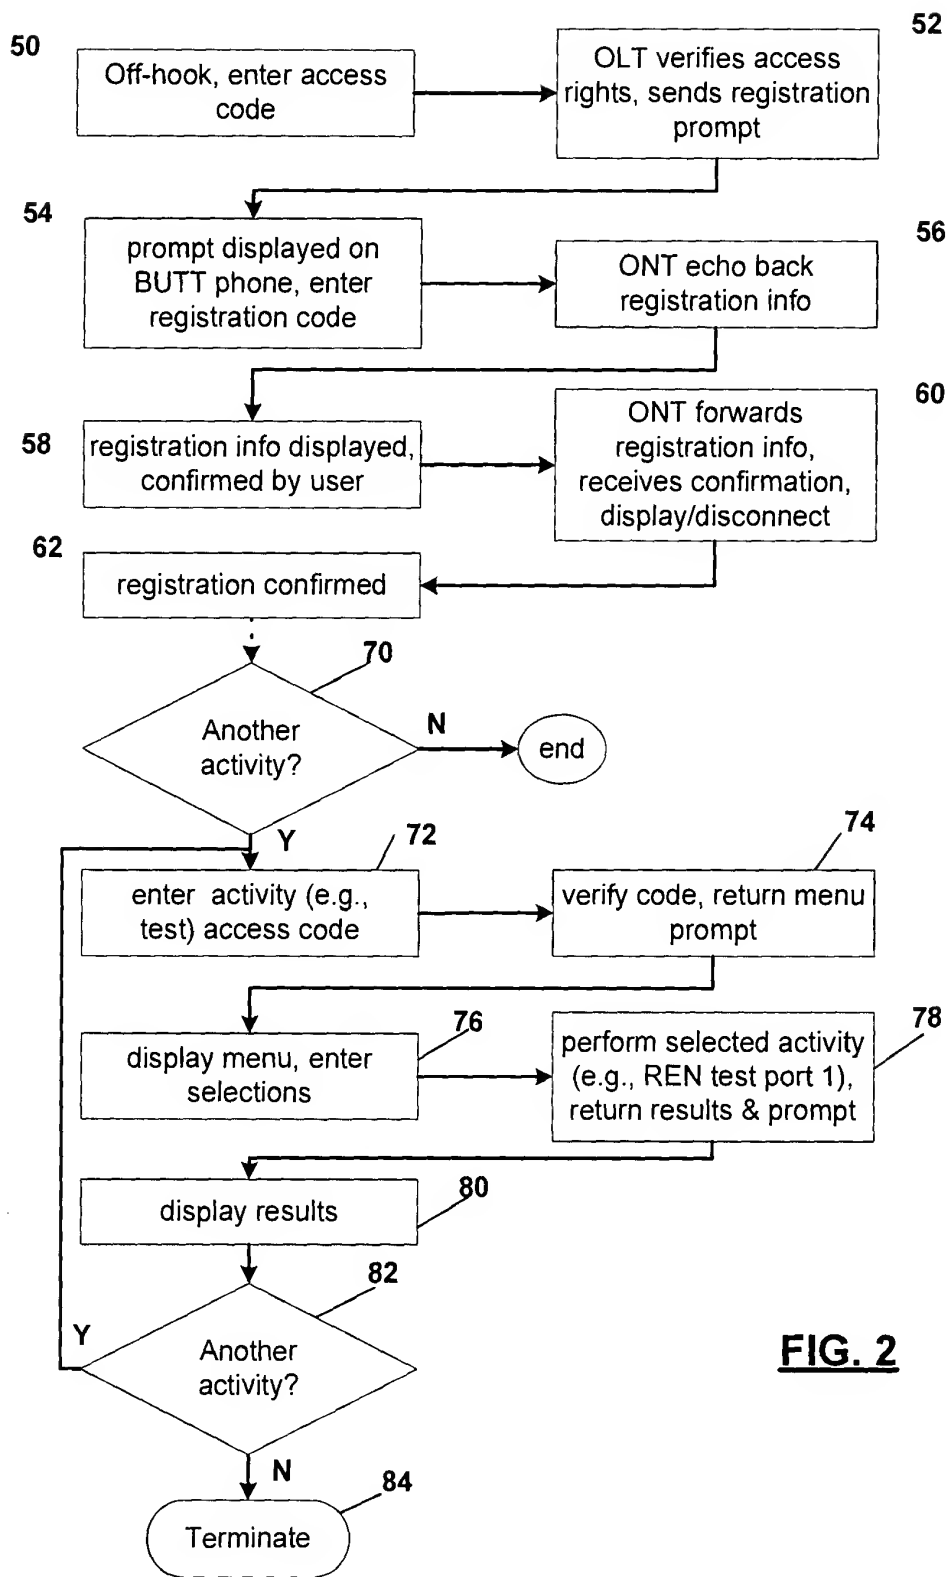 50
Off-hook, enter access
code
52
OLT verifies access
rights, sends registration
prompt
54
prompt displayed on
BUTT phone, enter
registration code
56
ONT echo back
registration info
58
registration info displayed,
confirmed by user
60
ONT forwards
registration info,
receives confirmation,
display/disconnect
62
registration confirmed
70
Another
activity?
N
end
Y
72
enter activity (e.g.,
test) access code
74
verify code, return menu
prompt
76
display menu, enter
selections
78
perform selected activity
(e.g., REN test port 1),
return results & prompt
80
display results
82
Another
activity?
Y
N
84
Terminate
FIG. 2